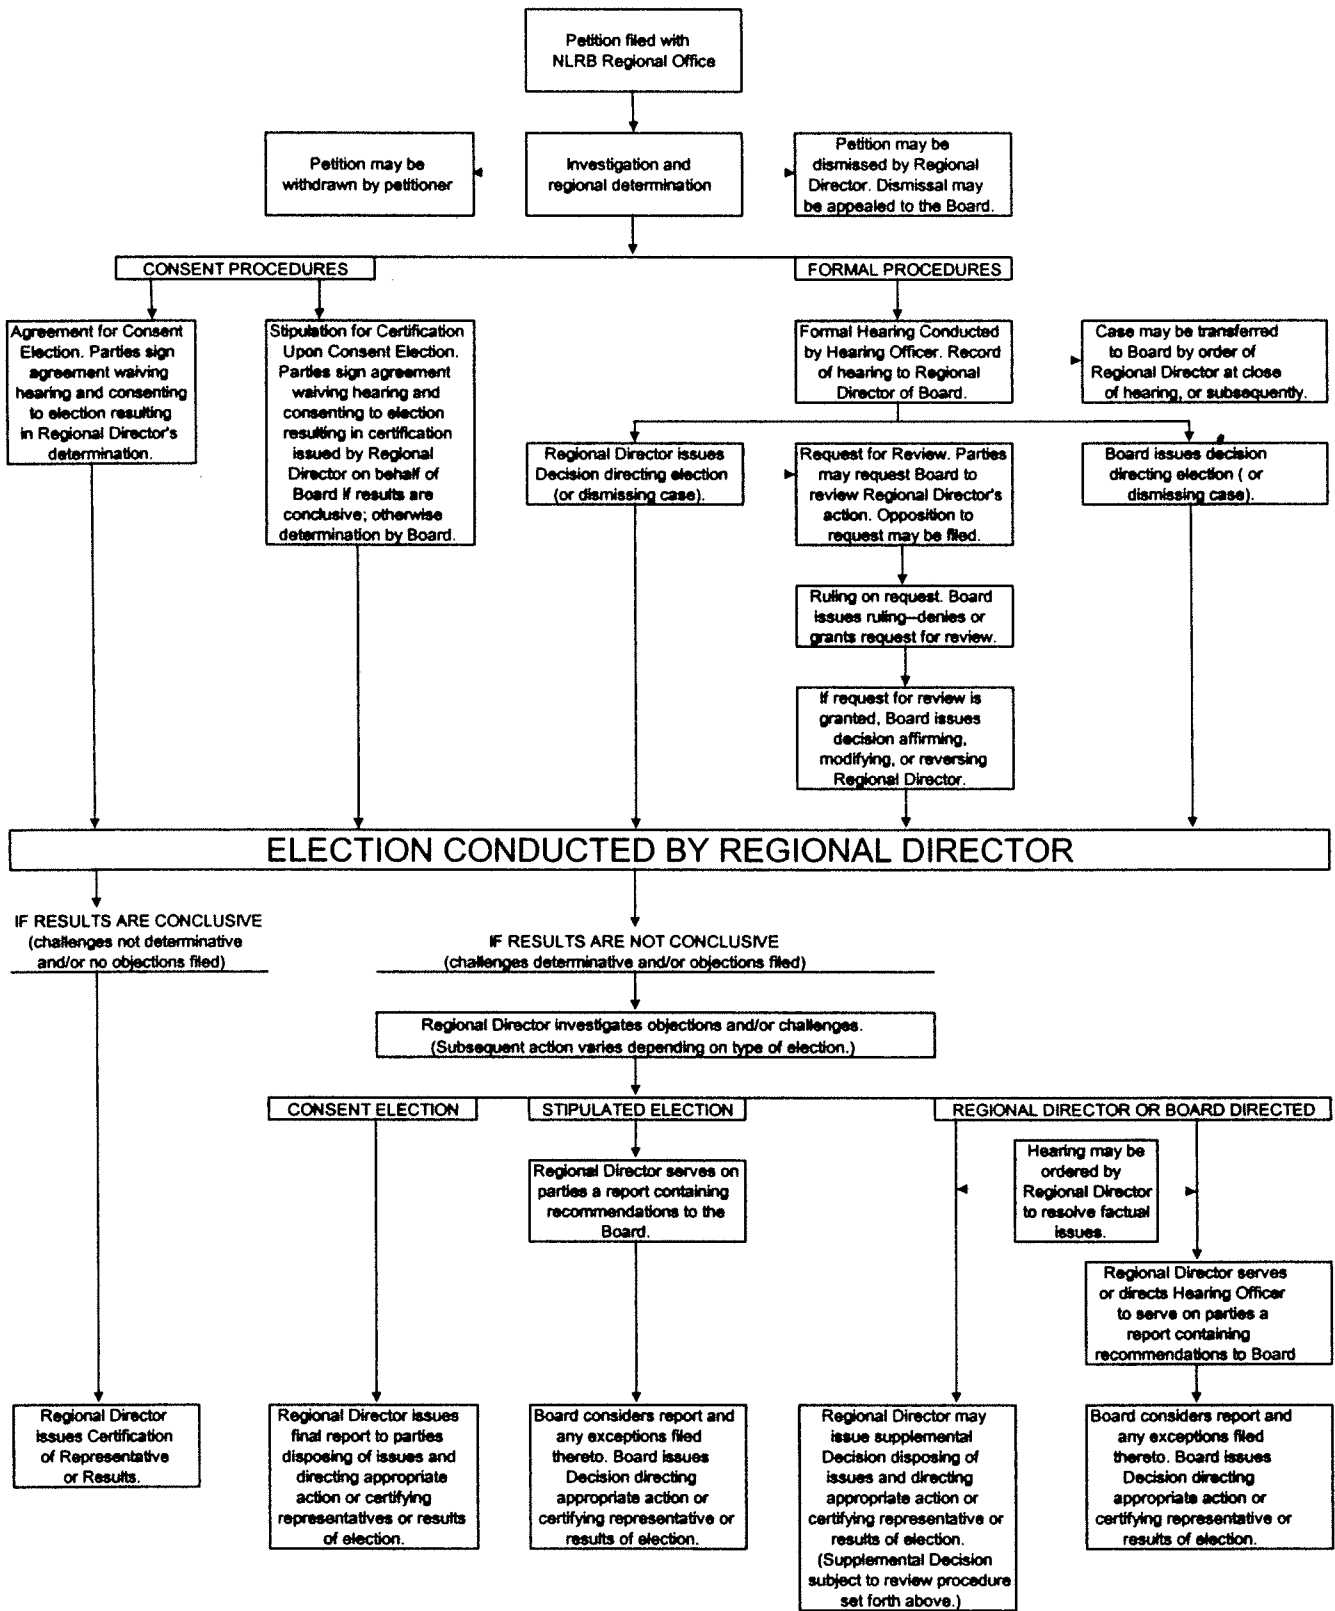 Petition filed with
NLRB Regional Office
Petition may be
withdrawn by petitioner
Investigation and
regional determination
Petition may be
dismissed by Regional
Director. Dismissal may
be appealed to the Board.
CONSENT PROCEDURES
FORMAL PROCEDURES
Agreement for Consent
Election. Parties sign
agreement waiving
hearing and consenting
to election resulting
in Regional Director's
determination.
Stipulation for Certification
Upon Consent Election.
Parties sign agreement
waiving hearing and
consenting to election
resulting in certification
issued by Regional
Director on behalf of
Board if results are
conclusive; otherwise
determination by Board.
Formal Hearing Conducted
by Hearing Officer. Record
of hearing to Regional
Director of Board.
Case may be transferred
to Board by order of
Regional Director at close
of hearing, or subsequently.
Regional Director issues
Decision directing election
(or dismissing case).
Request for Review. Parties
may request Board to
review Regional Director's
action. Opposition to
request may be filed.
Board issues decision
directing election ( or
dismissing case).
Ruling on request. Board
issues ruling--denies or
grants request for review.
If request for review is
granted, Board issues
decision affirming,
modifying, or reversing
Regional Director.
ELECTION CONDUCTED BY REGIONAL DIRECTOR
IF RESULTS ARE CONCLUSIVE
(challenges not determinative
and/or no objections filed)
IF RESULTS ARE NOT CONCLUSIVE
(challenges determinative and/or objections filed)
Regional Director investigates objections and/or challenges.
(Subsequent action varies depending on type of election.)
CONSENT ELECTION
STIPULATED ELECTION
REGIONAL DIRECTOR OR BOARD DIRECTED
Regional Director serves on
parties a report containing
recommendations to the
Board.
Hearing may be
ordered by
Regional Director
to resolve factual
issues.
Regional Director serves
or directs Hearing Officer
to serve on parties a
report containing
recommendations to Board
Regional Director
issues Certification
of Representative
or Results.
Regional Director issues
final report to parties
disposing of issues and
directing appropriate
action or certifying
representatives or results
of election.
Board considers report and
any exceptions filed
thereto. Board issues
Decision directing
appropriate action or
certifying representative or
results of election.
Regional Director may
issue supplemental
Decision disposing of
issues and directing
appropriate action or
certifying representative or
results of election.
(Supplemental Decision
subject to review procedure
set forth above.)
Board considers report and
any exceptions filed
thereto. Board issues
Decision directing
appropriate action or
certifying representative or
results of election.